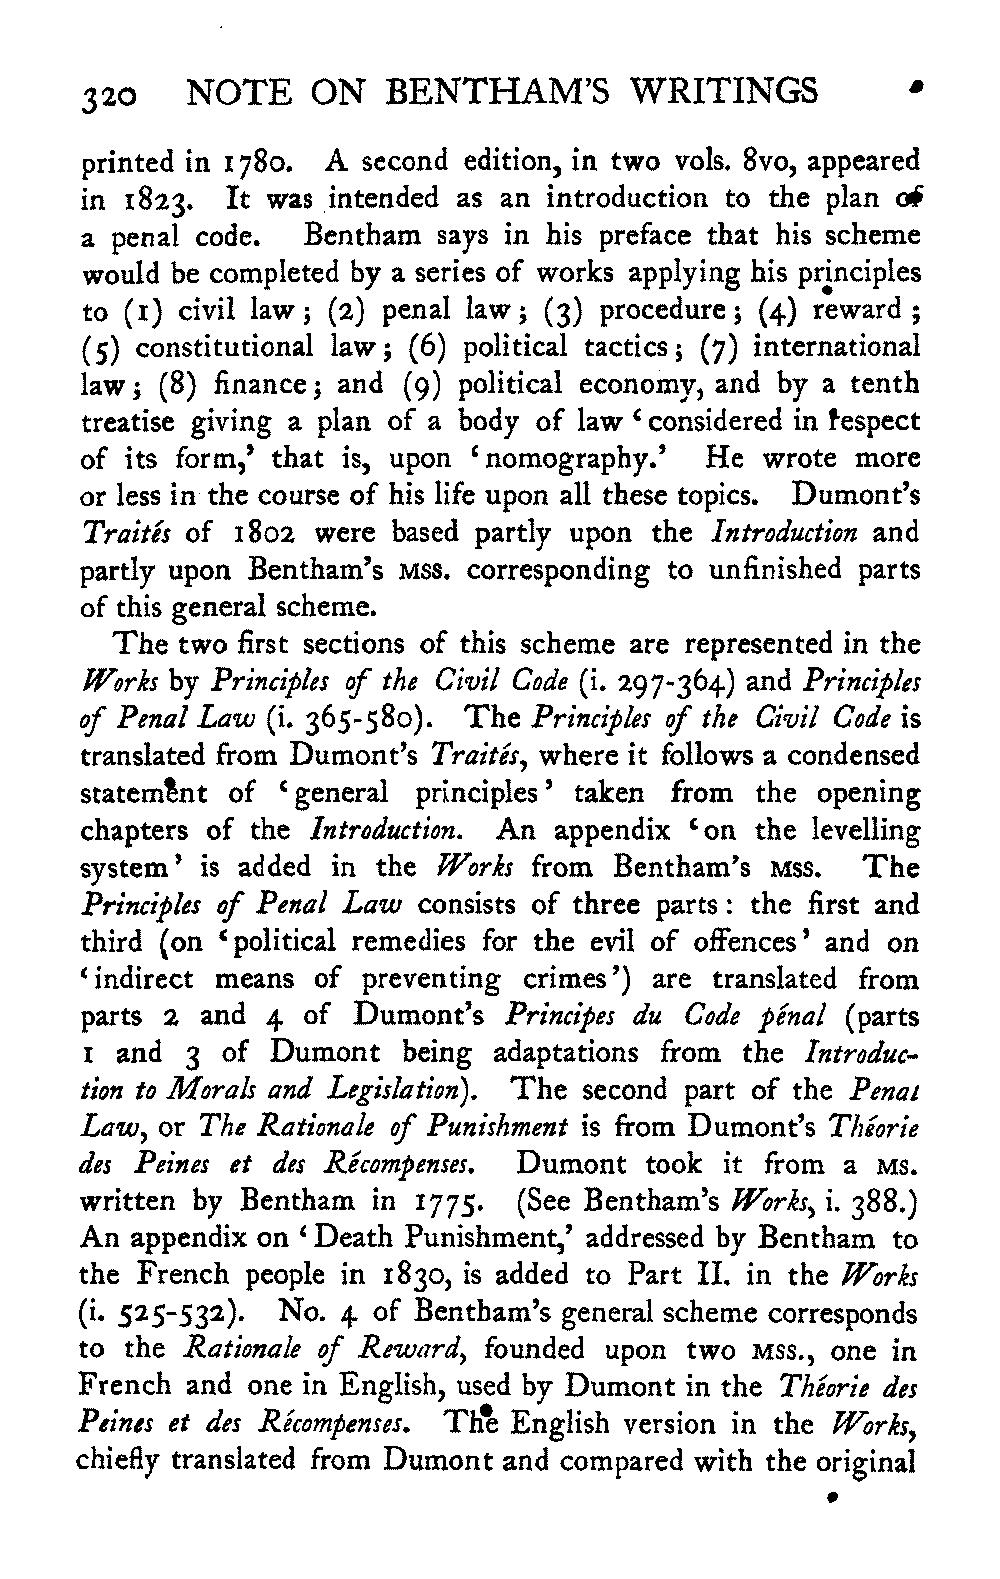 320 NOTE ON BENTHAM'S WRITINGS
printed in 1780. A second edition, in two vols. 8vo, appeared
in 1823. It was intended as an introduction to the plan of
a penal code. Bentham says in his preface that his scheme
would be completed by a series of works applying his principles
to (1) civil law; (2) penal law; (3) procedure; (4) reward;
(5) constitutional law; (6) political tactics; (7) international
law; (8) finance; and (9) political economy, and by a tenth
treatise giving a plan of a body of law 'considered in respect
of its form,' that is, upon 'nomography.' He wrote more
or less in the course of his life upon all these topics. Dumont's
Traités of 1802 were based partly upon the Introduction and
partly upon Bentham's MSS. corresponding to unfinished parts
of this general scheme.
The two first sections of this scheme are represented in the
Works by Principles of the Civil Code (i. 297-364) and Principles
of Penal Law (i. 365-580). The Principles of the Civil Code is
translated from Dumont's Traités, where it follows a condensed
statement of 'general principles' taken from the opening
chapters of the Introduction. An appendix 'on the levelling
system' is added in the Works from Bentham's MSS. The
Principles of Penal Law consists of three parts: the first and
third (on 'political remedies for the evil of offences' and on
'indirect means of preventing crimes') are translated from
parts 2 and 4 of Dumont's Principes du Code pénal (parts
1 and 3 of Dumont being adaptations from the Introduc-
tion to Morals and Legislation). The second part of the Penal
Law, or The Rationale of Punishment is from Dumont's Théorie
des Peines et des Récompenses. Dumont took it from a MS.
written by Bentham in 1775. (See Bentham's Works, i. 388.)
An appendix on 'Death Punishment,' addressed by Bentham to
the French people in 1830, is added to Part II. in the Works
(i. 525-532). No. 4 of Bentham's general scheme corresponds
to the Rationale of Reward, founded upon two MSS., one in
French and one in English, used by Dumont in the Théorie des
Peines et des Récompenses. The English version in the Works,
chiefly translated from Dumont and compared with the original